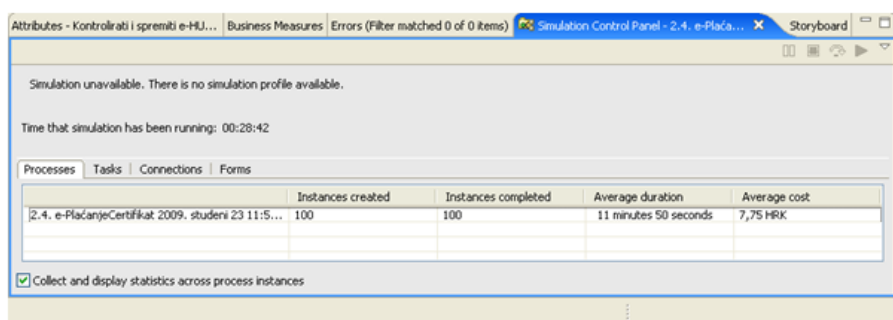 Attributes - Kontrolirati i spremiti e-HU... Business Measures Errors (Filter matched 0 of 0 items) Simulation Control Panel - 2.4. e-Plaća... Storyboard
Simulation unavailable. There is no simulation profile available.
Time that simulation has been running: 00:28:42
Processes Tasks Connections Forms
Instances created Instances completed Average duration Average cost
2.4. e-PlaćanjeCertifikat 2009. studeni 23 11:5... 100 100 11 minutes 50 seconds 7,75 HRK
Collect and display statistics across process instances